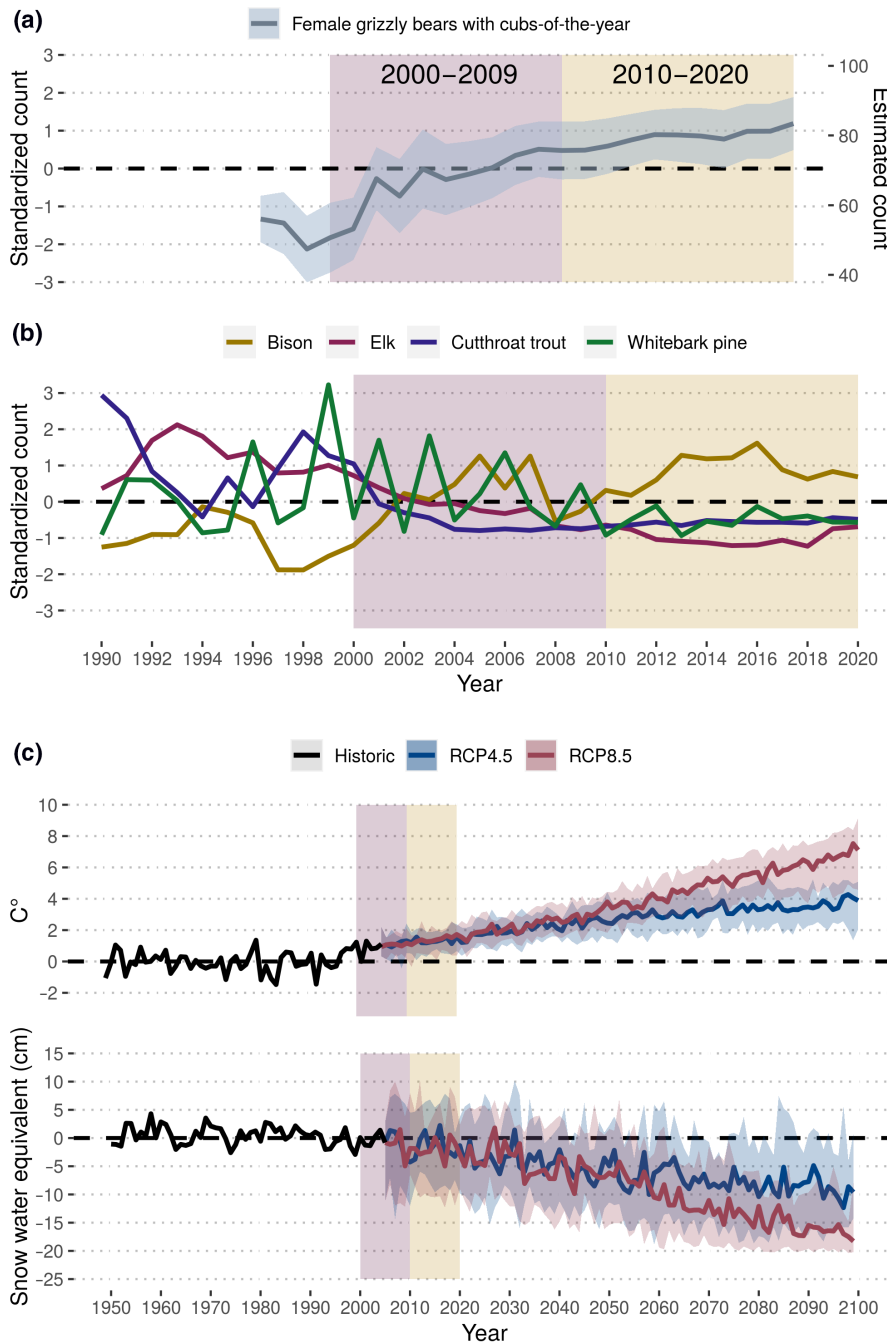 (a)
Female grizzly bears with cubs-of-the-year
Standardized count
3
2
1
0
−1
−2
−3
2000−2009
2010−2020
100
80
60
40
Estimated count
(b)
Bison
Elk
Cutthroat trout
Whitebark pine
Standardized count
3
2
1
0
−1
−2
−3
1990 1992 1994 1996 1998 2000 2002 2004 2006 2008 2010 2012 2014 2016 2018 2020
Year
(c)
Historic
RCP4.5
RCP8.5
C°
10
8
6
4
2
0
−2
Snow water equivalent (cm)
15
10
5
0
−5
−10
−15
−20
−25
1950 1960 1970 1980 1990 2000 2010 2020 2030 2040 2050 2060 2070 2080 2090 2100
Year